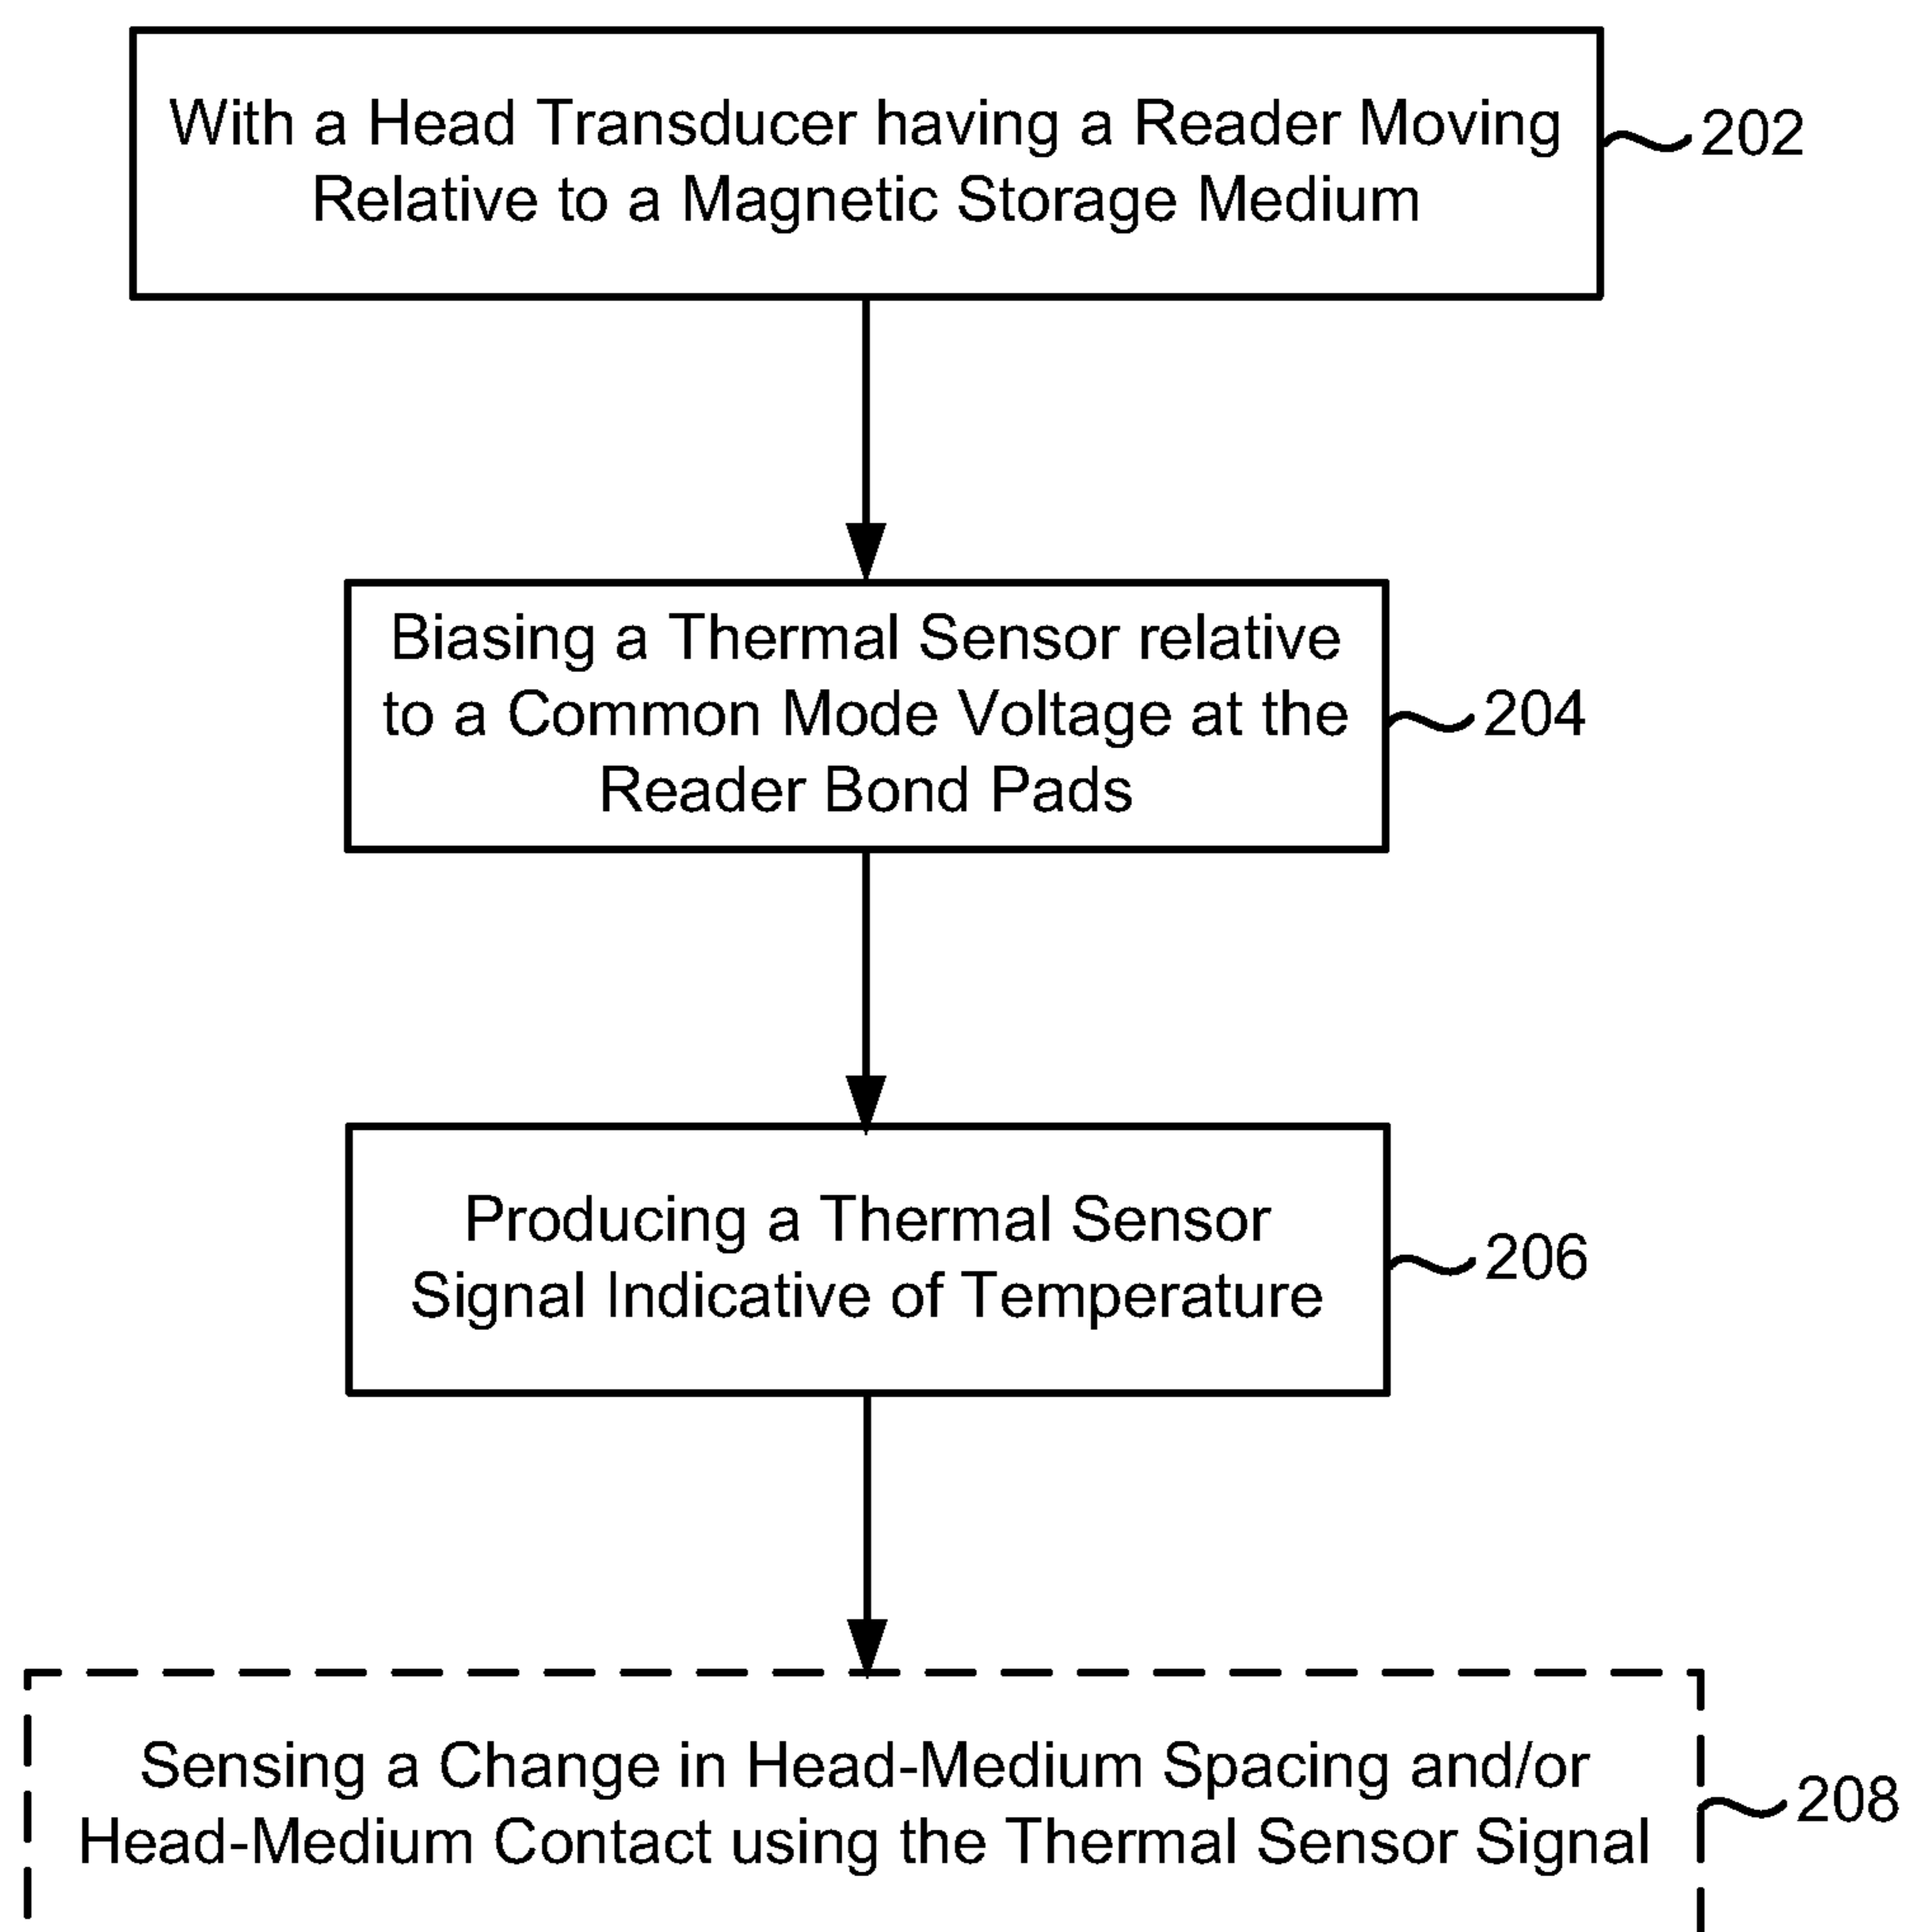 With a Head Transducer having a Reader Moving
Relative to a Magnetic Storage Medium
202
Biasing a Thermal Sensor relative
to a Common Mode Voltage at the
Reader Bond Pads
204
Producing a Thermal Sensor
Signal Indicative of Temperature
206
Sensing a Change in Head-Medium Spacing and/or
Head-Medium Contact using the Thermal Sensor Signal
208